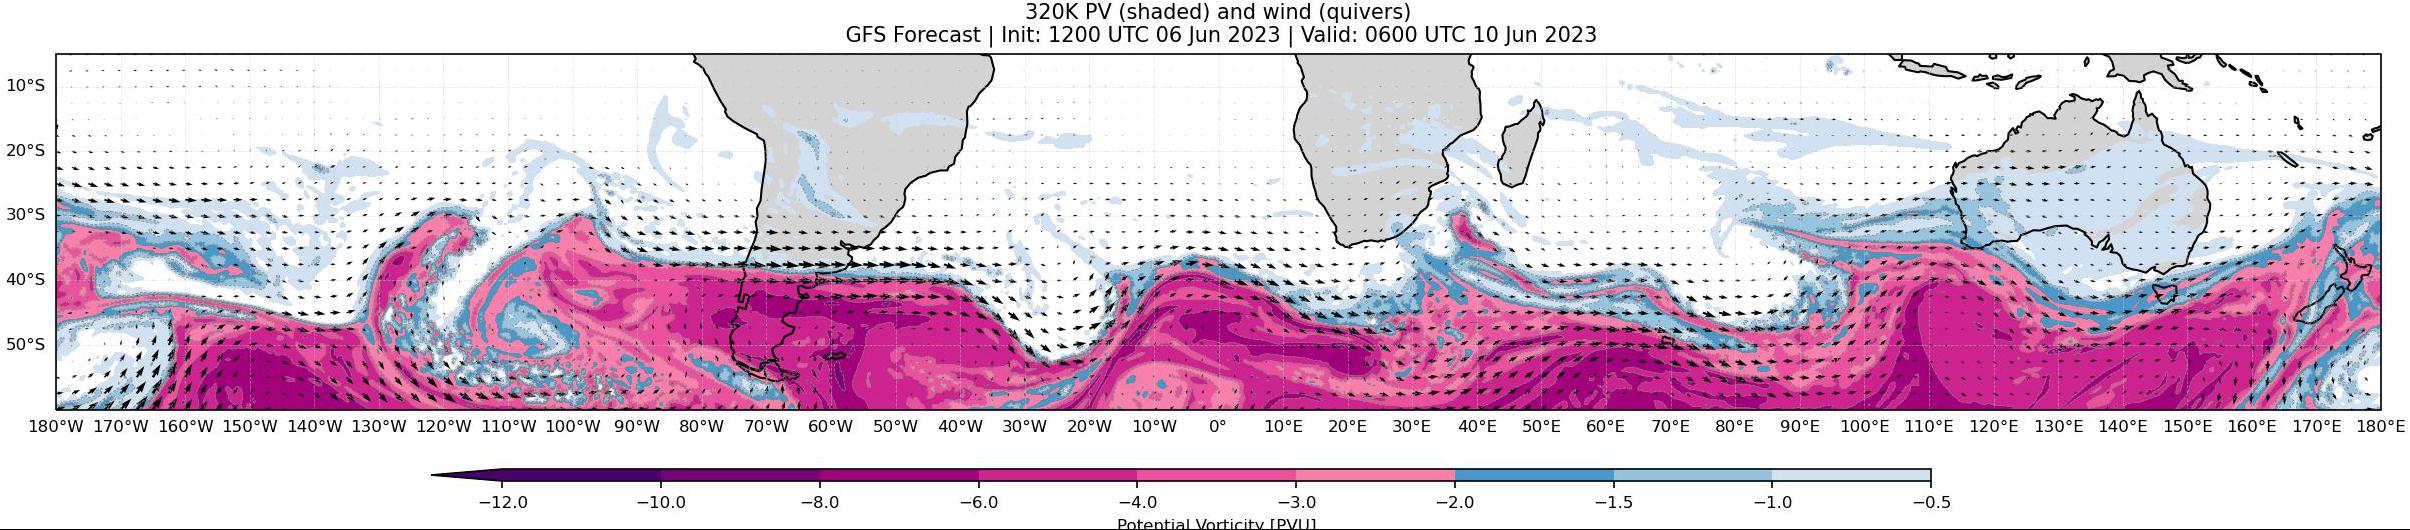 320K PV (shaded) and wind (quivers)
GFS Forecast | Init: 1200 UTC 06 Jun 2023 | Valid: 0600 UTC 10 Jun 2023
10°S
20°S
30°S
40°S
50°S
180°W 170°W 160°W 150°W 140°W 130°W 120°W 110°W 100°W 90°W 80°W 70°W 60°W 50°W 40°W 30°W 20°W 10°W 0° 10°E 20°E 30°E 40°E 50°E 60°E 70°E 80°E 90°E 100°E 110°E 120°E 130°E 140°E 150°E 160°E 170°E 180°E
−12.0 −10.0 −8.0 −6.0 −4.0 −3.0 −2.0 −1.5 −1.0 −0.5
Potential Vorticity [PVU]